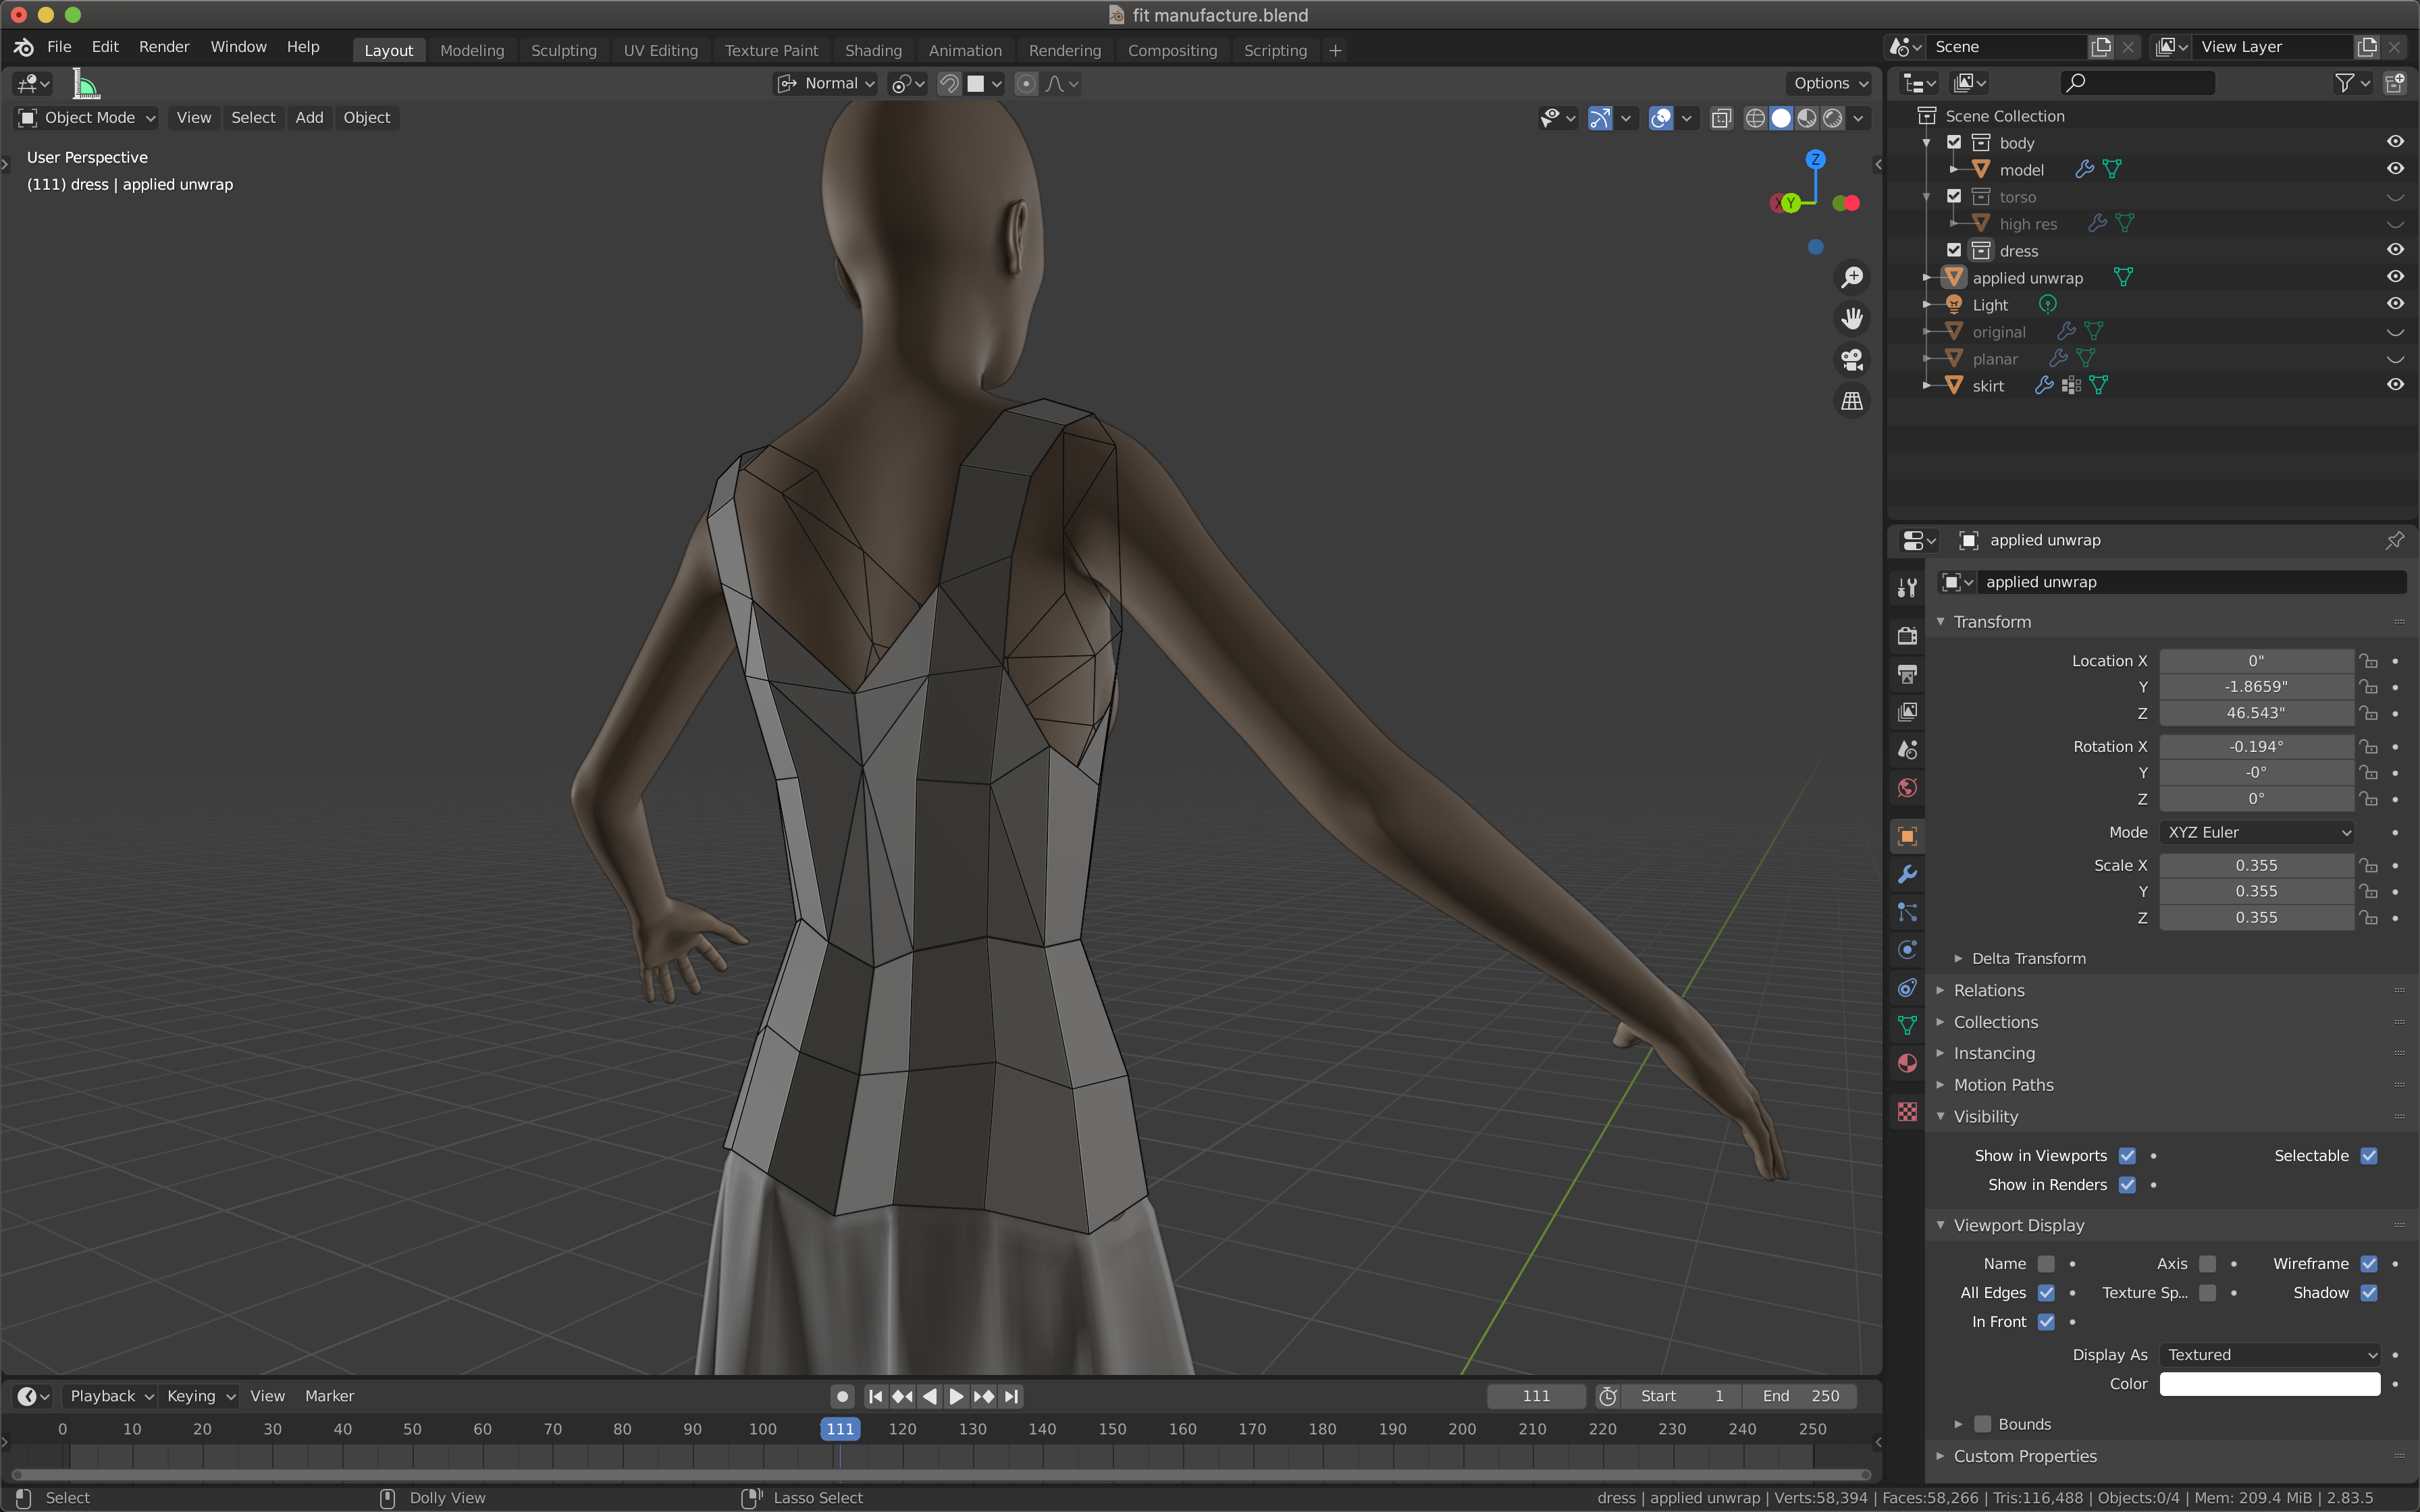 fit manufacture.blend
File Edit Render Window Help Layout Modeling Sculpting UV Editing Texture Paint Shading Animation Rendering Compositing Scripting + Scene View Layer
Normal Options
Object Mode View Select Add Object
User Perspective
(111) dress | applied unwrap
Z
X Y
Scene Collection
body
model
torso
high res
dress
applied unwrap
Light
original
planar
skirt
applied unwrap
applied unwrap
Transform
Location X 0"
Y -1.8659"
Z 46.543"
Rotation X -0.194°
Y -0°
Z 0°
Mode XYZ Euler
Scale X 0.355
Y 0.355
Z 0.355
Delta Transform
Relations
Collections
Instancing
Motion Paths
Visibility
Show in Viewports Selectable
Show in Renders
Viewport Display
Name Axis Wireframe
All Edges Texture Sp... Shadow
In Front
Display As Textured
Color
Bounds
Custom Properties
Playback Keying View Marker 111 Start 1 End 250
0 10 20 30 40 50 60 70 80 90 100 111 120 130 140 150 160 170 180 190 200 210 220 230 240 250
Select Dolly View Lasso Select dress | applied unwrap | Verts:58,394 | Faces:58,266 | Tris:116,488 | Objects:0/4 | Mem: 209.4 MiB | 2.83.5